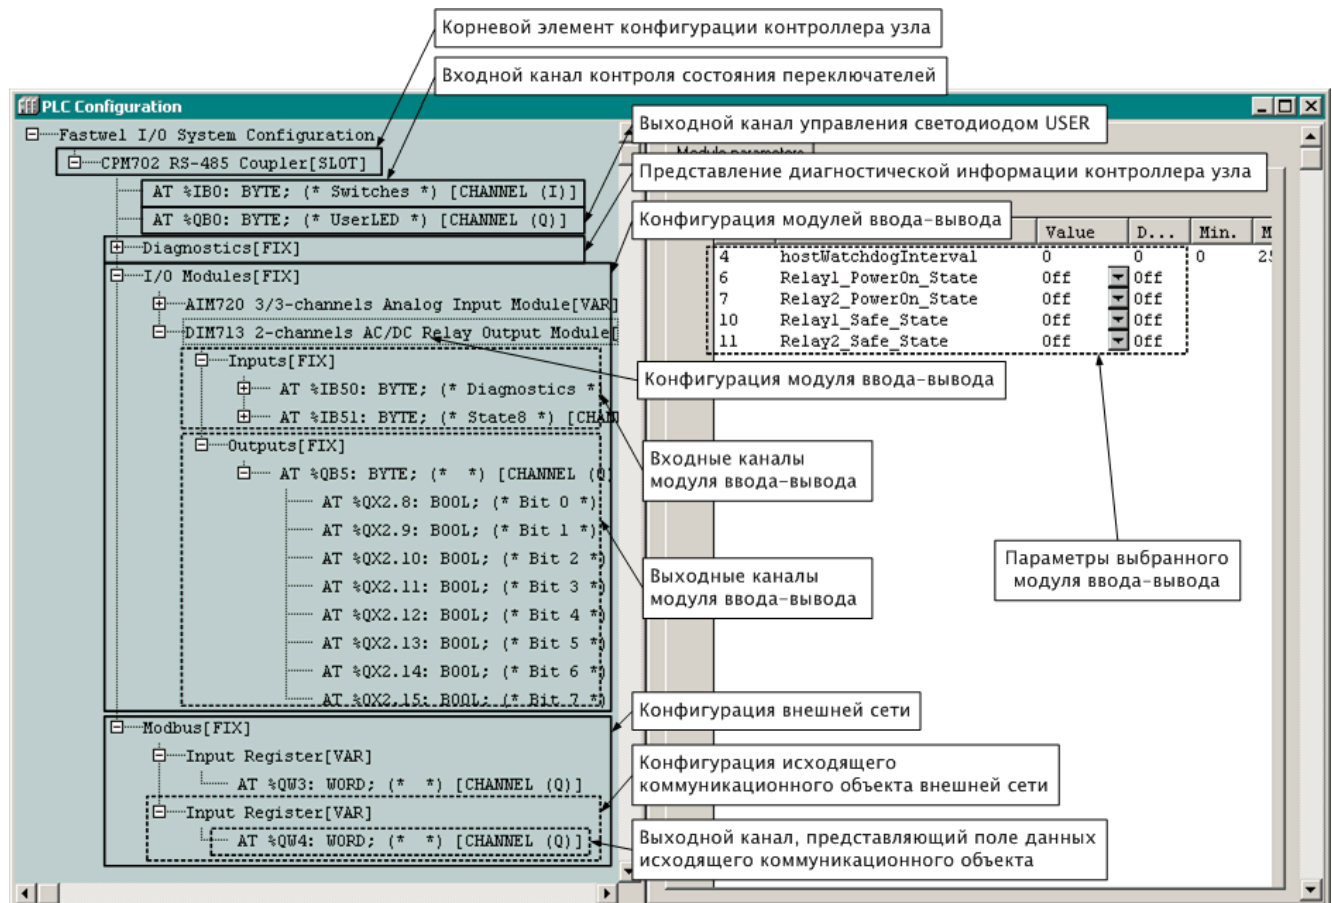 Корневой элемент конфигурации контроллера узла
Входной канал контроля состояния переключателей
PLC Configuration
Fastwel I/O System Configuration
CPM702 RS-485 Coupler[SLOT]
AT %IB0: BYTE; (* Switches *) [CHANNEL (I)]
AT %QB0: BYTE; (* UserLED *) [CHANNEL (Q)]
Diagnostics[FIX]
I/O Modules[FIX]
AIM720 3/3-channels Analog Input Module[VAR]
DIM713 2-channels AC/DC Relay Output Module[
Inputs[FIX]
AT %IB50: BYTE; (* Diagnostics *
AT %IB51: BYTE; (* State8 *) [CHAN
Outputs[FIX]
AT %QB5: BYTE; (* *) [CHANNEL (Q)
AT %QX2.8: BOOL; (* Bit 0 *)
AT %QX2.9: BOOL; (* Bit 1 *)
AT %QX2.10: BOOL; (* Bit 2 *)
AT %QX2.11: BOOL; (* Bit 3 *)
AT %QX2.12: BOOL; (* Bit 4 *)
AT %QX2.13: BOOL; (* Bit 5 *)
AT %QX2.14: BOOL; (* Bit 6 *)
AT %QX2.15: BOOL; (* Bit 7 *)
Modbus[FIX]
Input Register[VAR]
AT %QW3: WORD; (* *) [CHANNEL (Q)]
Input Register[VAR]
AT %QW4: WORD; (* *) [CHANNEL (Q)]
Выходной канал управления светодиодом USER
Module parameters
Представление диагностической информации контроллера узла
Конфигурация модулей ввода-вывода
Value D... Min. M
4 hostWatchdogInterval 0 0 0
6 Relay1_PowerOn_State Off Off
7 Relay2_PowerOn_State Off Off
10 Relay1_Safe_State Off Off
11 Relay2_Safe_State Off Off
Конфигурация модуля ввода-вывода
Входные каналы
модуля ввода-вывода
Параметры выбранного
модуля ввода-вывода
Выходные каналы
модуля ввода-вывода
Конфигурация внешней сети
Конфигурация исходящего
коммуникационного объекта внешней сети
Выходной канал, представляющий поле данных
исходящего коммуникационного объекта